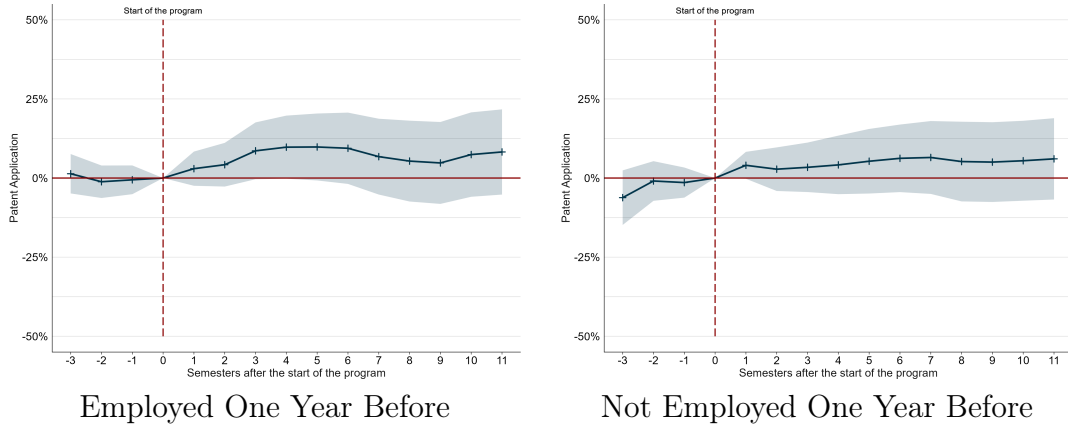 Start of the program
50%
25%
0%
-25%
-50%
Patent Application
-3 -2 -1 0 1 2 3 4 5 6 7 8 9 10 11
Semesters after the start of the program
Employed One Year Before
Start of the program
50%
25%
0%
-25%
-50%
Patent Application
-3 -2 -1 0 1 2 3 4 5 6 7 8 9 10 11
Semesters after the start of the program
Not Employed One Year Before